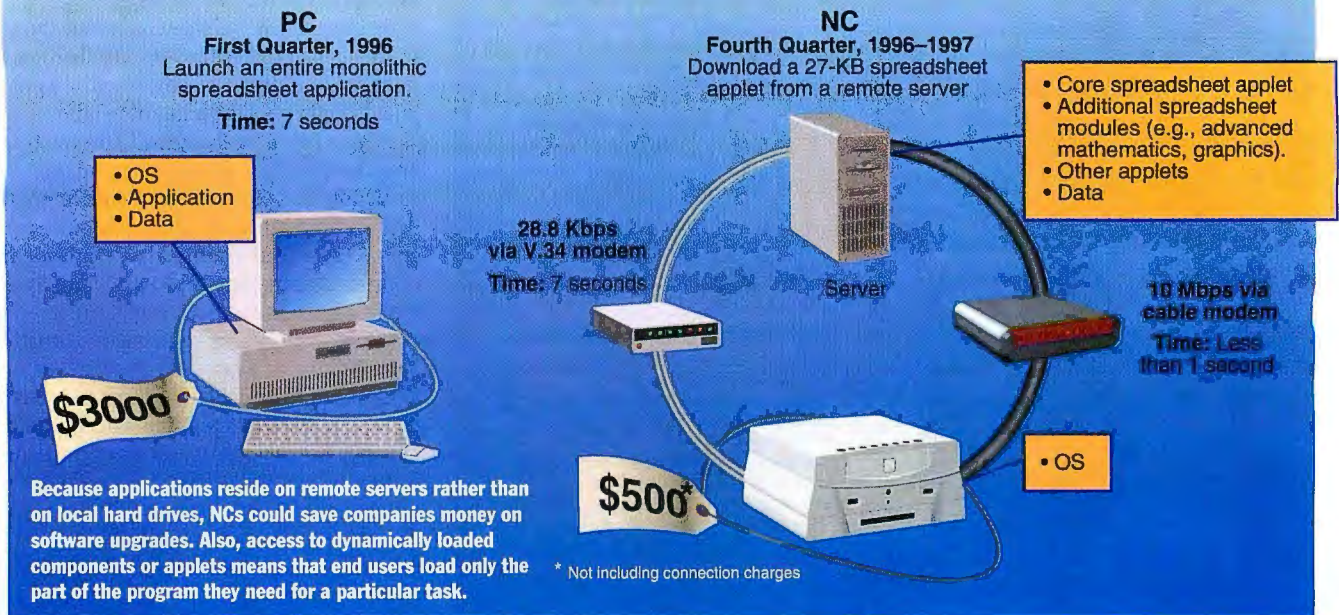 PC
First Quarter, 1996
Launch an entire monolithic
spreadsheet application.
Time: 7 seconds
• OS
• Application
• Data
$3000
Because applications reside on remote servers rather than
on local hard drives, NCs could save companies money on
software upgrades. Also, access to dynamically loaded
components or applets means that end users load only the
part of the program they need for a particular task.
NC
Fourth Quarter, 1996–1997
Download a 27-KB spreadsheet
applet from a remote server
• Core spreadsheet applet
• Additional spreadsheet
modules (e.g., advanced
mathematics, graphics).
• Other applets
• Data
28.8 Kbps
via V.34 modem
Time: 7 seconds
Server
10 Mbps via
cable modem
Time: Less
than 1 second
• OS
$500*
* Not including connection charges